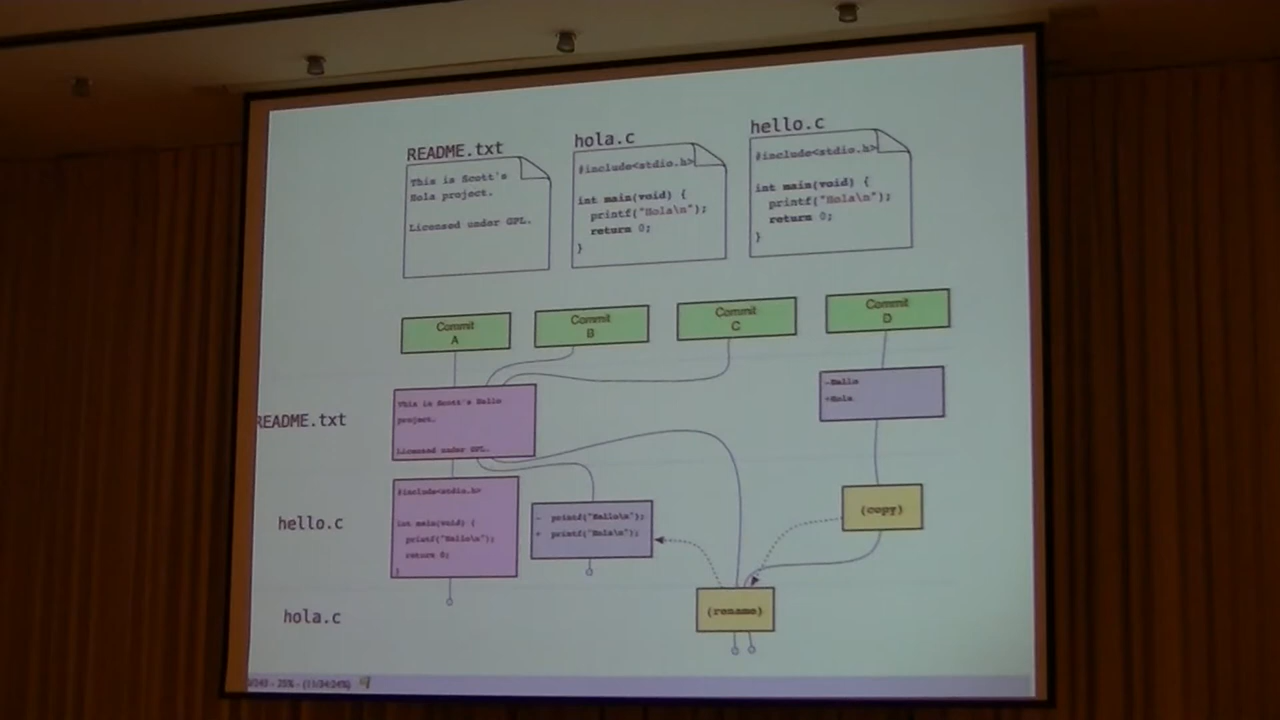 README.txt
This is Scott's
Hola project.
Licensed under GPL.
hola.c
#include<stdio.h>
int main(void) {
printf("Hola\n");
return 0;
}
hello.c
#include<stdio.h>
int main(void) {
printf("Hola\n");
return 0;
}
Commit
A
Commit
B
Commit
C
Commit
D
README.txt
This is Scott's Hello
project.
Licensed under GPL.
-Hello
+Hola
hello.c
#include<stdio.h>
int main(void) {
printf("Hello\n");
return 0;
}
- printf("Hello\n");
+ printf("Hola\n");
(copy)
hola.c
(rename)